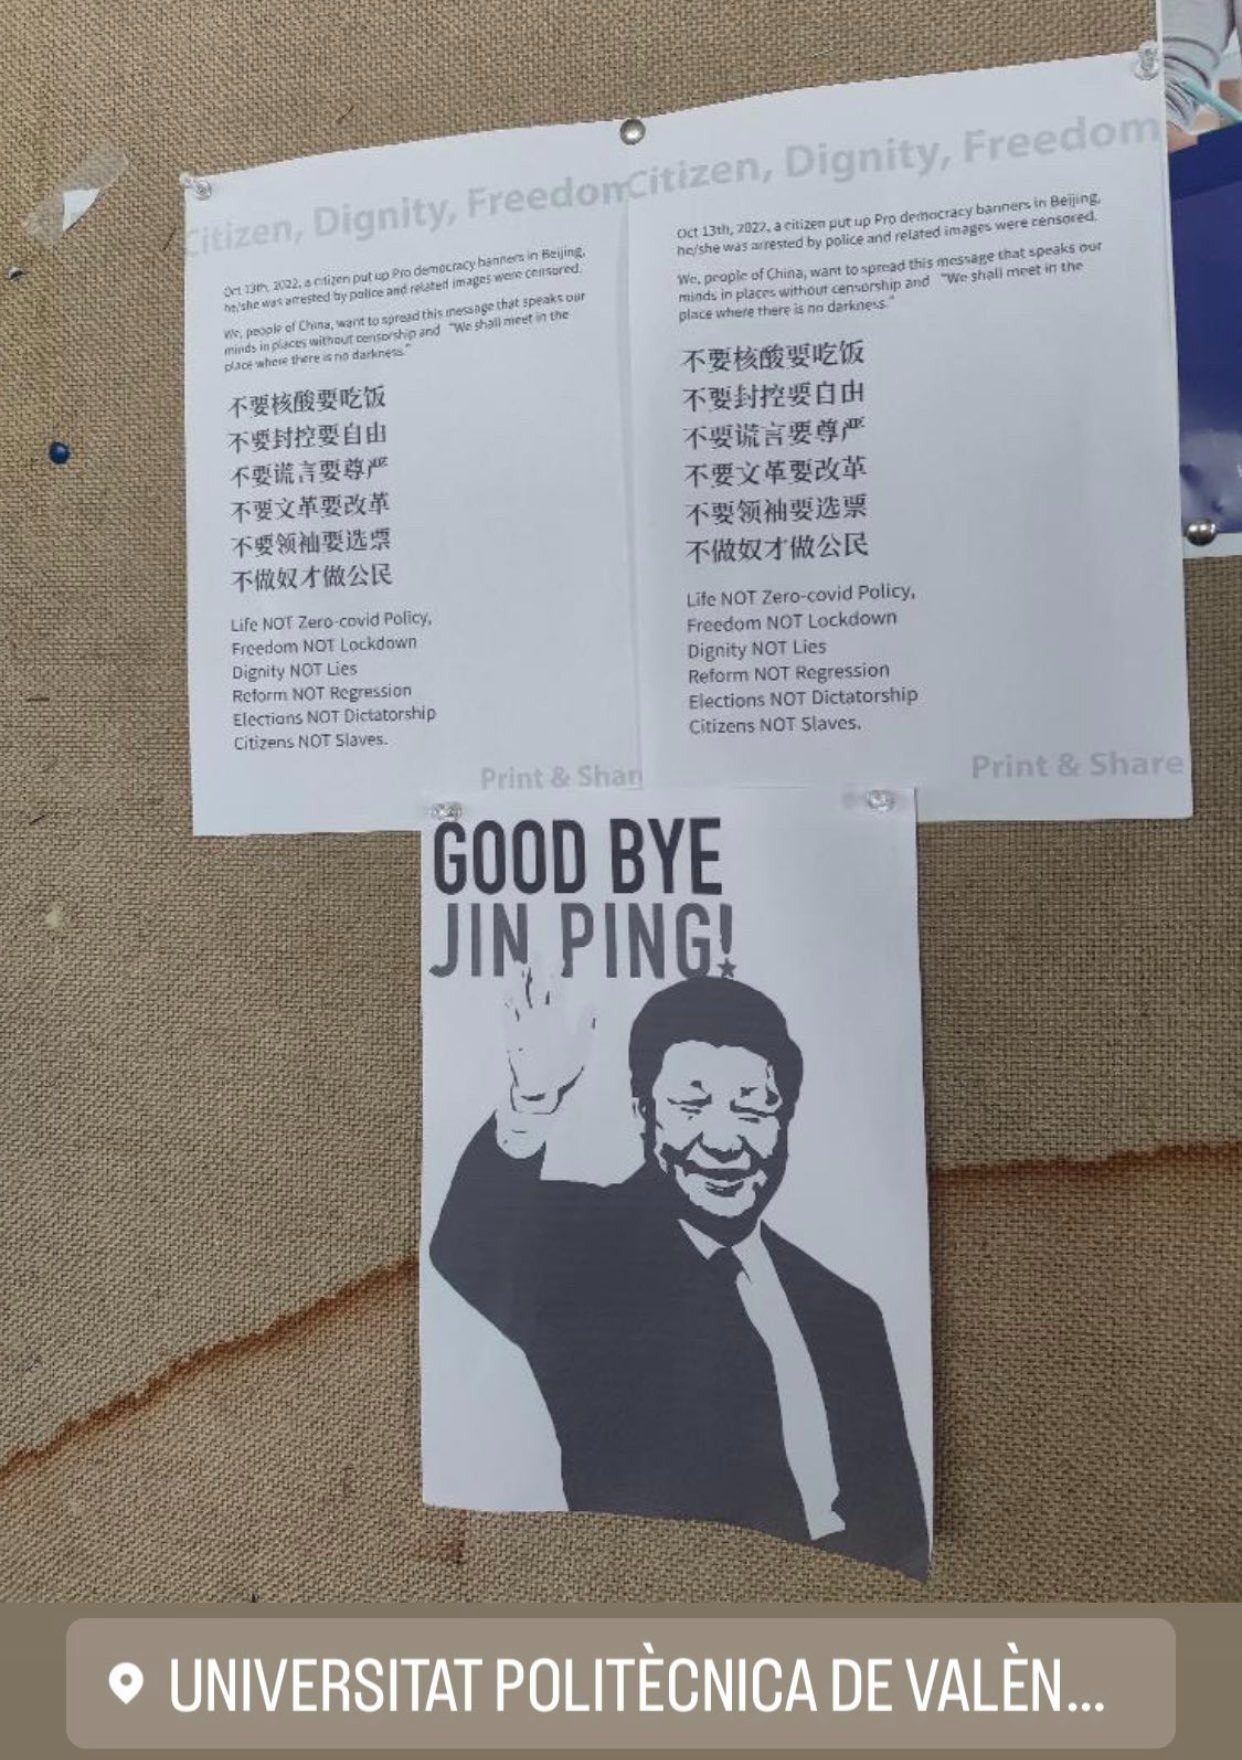 Citizen, Dignity, Freedom
Oct 13th, 2022, a citizen put up Pro democracy banners in Beijing,
he/she was arrested by police and related images were censored.
We, people of China, want to spread this message that speaks our
minds in places without censorship and "We shall meet in the
place where there is no darkness."
不要核酸要吃饭
不要封控要自由
不要谎言要尊严
不要文革要改革
不要领袖要选票
不做奴才做公民
Life NOT Zero-covid Policy,
Freedom NOT Lockdown
Dignity NOT Lies
Reform NOT Regression
Elections NOT Dictatorship
Citizens NOT Slaves.
Print & Shar
Citizen, Dignity, Freedom
Oct 13th, 2022, a citizen put up Pro democracy banners in Beijing,
he/she was arrested by police and related images were censored.
We, people of China, want to spread this message that speaks our
minds in places without censorship and "We shall meet in the
place where there is no darkness."
不要核酸要吃饭
不要封控要自由
不要谎言要尊严
不要文革要改革
不要领袖要选票
不做奴才做公民
Life NOT Zero-covid Policy,
Freedom NOT Lockdown
Dignity NOT Lies
Reform NOT Regression
Elections NOT Dictatorship
Citizens NOT Slaves.
Print & Share
GOOD BYE
JIN PING!
UNIVERSITAT POLITÈCNICA DE VALÈN...